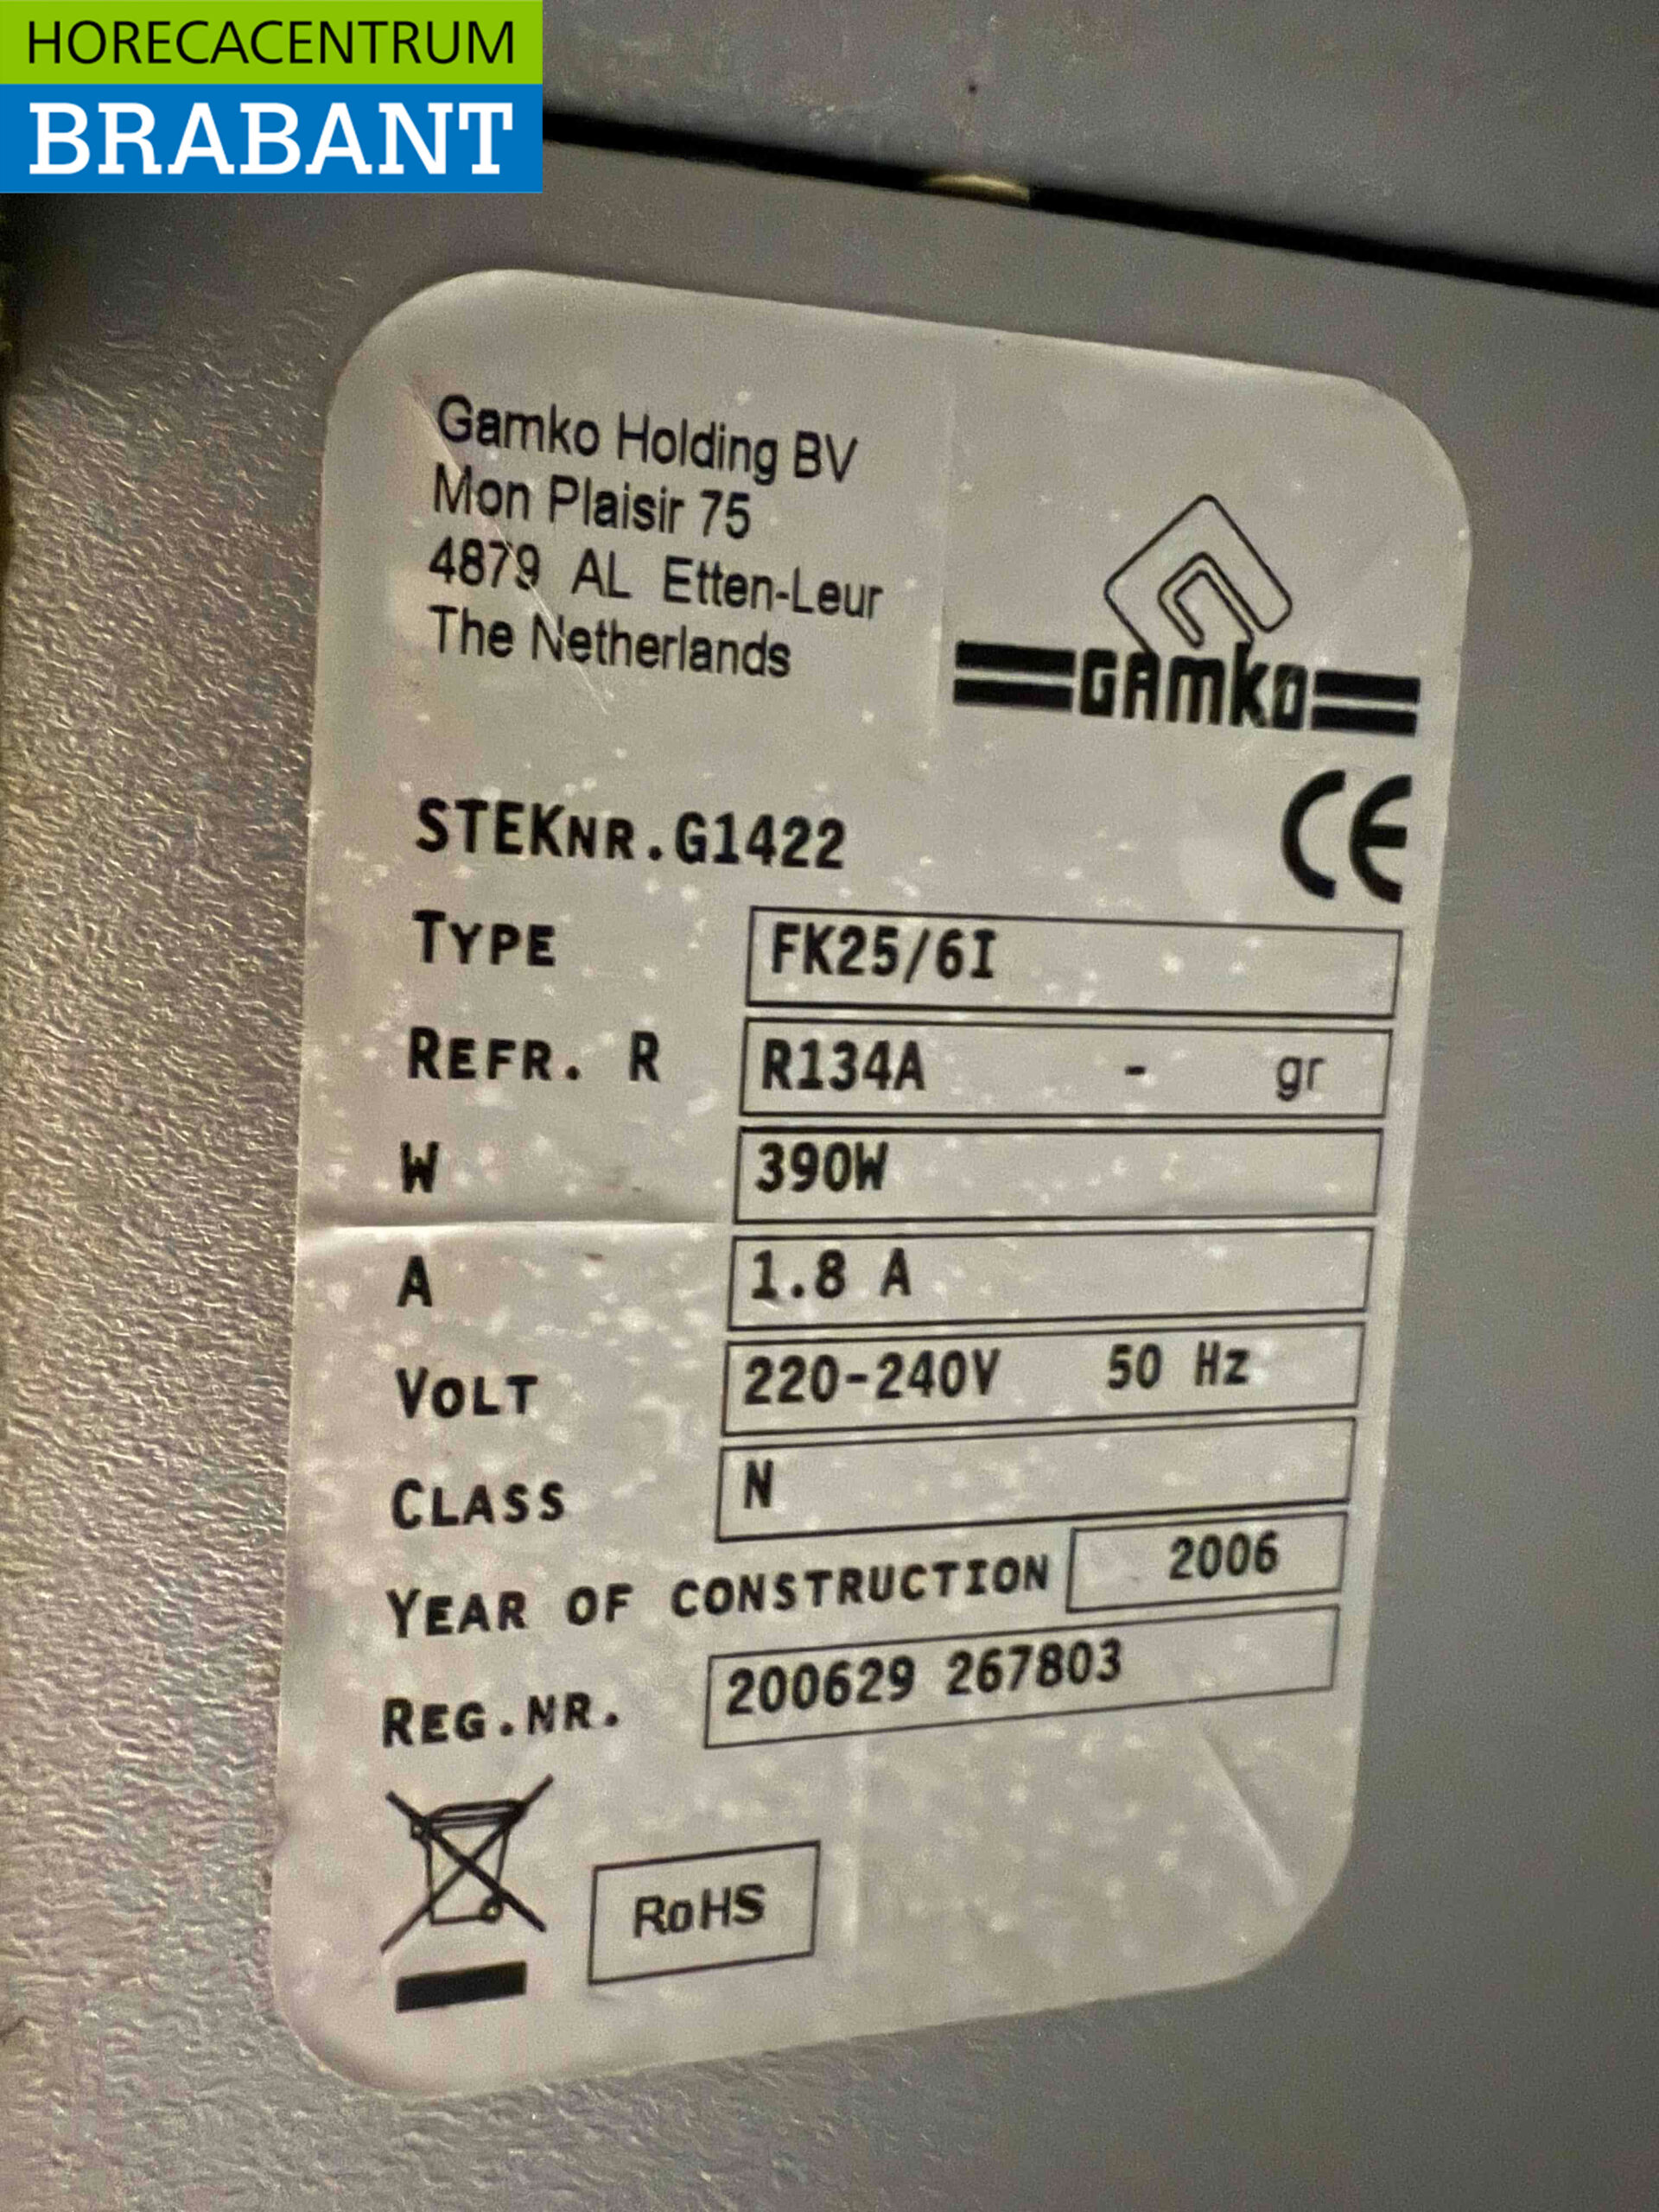 HORECACENTRUM
BRABANT
Gamko Holding BV
Mon Plaisir 75
4879 AL Etten-Leur
The Netherlands
GAMKO
STEKNR.G1422
CE
TYPE FK25/6I
REFR. R R134A - gr
W 390W
A 1.8 A
VOLT 220-240V 50 Hz
CLASS N
YEAR OF CONSTRUCTION 2006
REG.NR. 200629 267803
RoHS